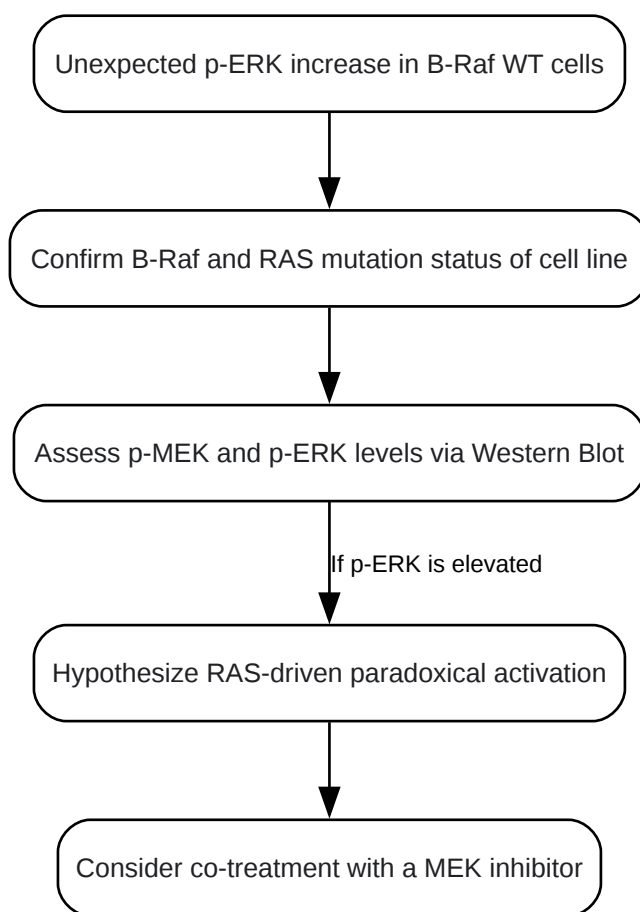 Unexpected p-ERK increase in B-Raf WT cells
Confirm B-Raf and RAS mutation status of cell line
Assess p-MEK and p-ERK levels via Western Blot
If p-ERK is elevated
Hypothesize RAS-driven paradoxical activation
Consider co-treatment with a MEK inhibitor